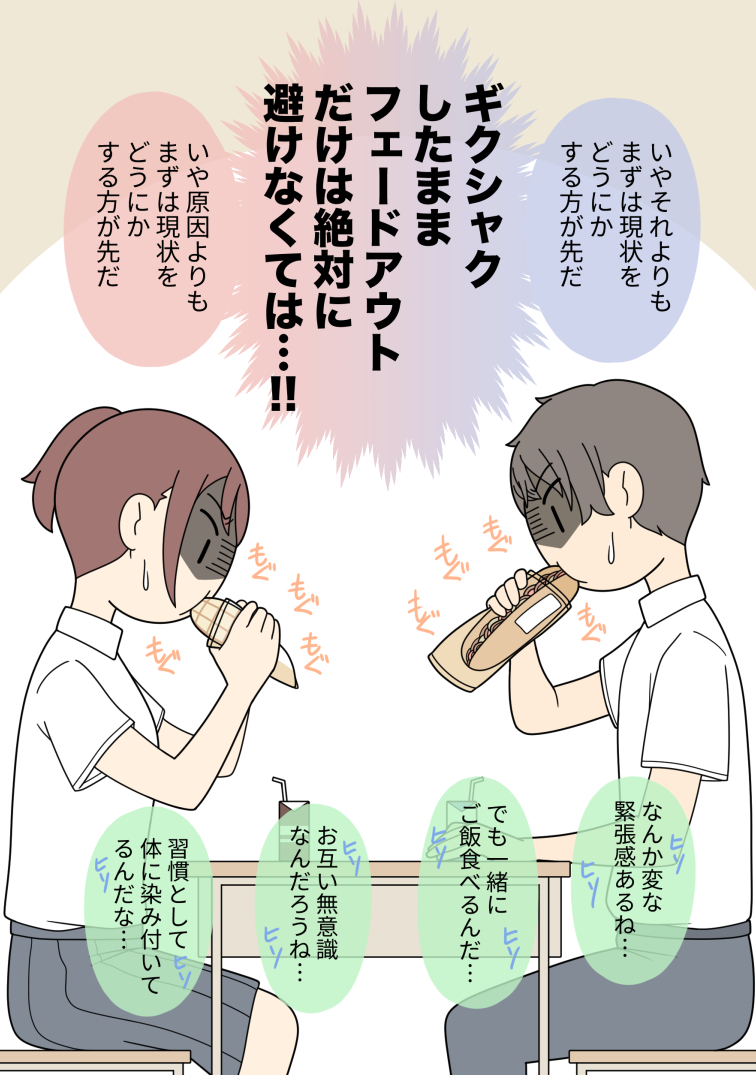 いやそれよりも
まずは現状を
どうにか
する方が先だ
ギクシャク
したまま
フェードアウト
だけは絶対に
避けなくては…!!
いや原因よりも
まずは現状を
どうにか
する方が先だ
もぐ
もぐ
もぐ
もぐ
もぐ
もぐ
もぐ
もぐ
なんか変な
緊張感あるね…
ヒソ
ヒソ
でも一緒に
ご飯食べるんだ…
ヒソ
ヒソ
お互い無意識
なんだろうね…
ヒソ
ヒソ
習慣として
体に染み付いて
るんだな…
ヒソ
ヒソ